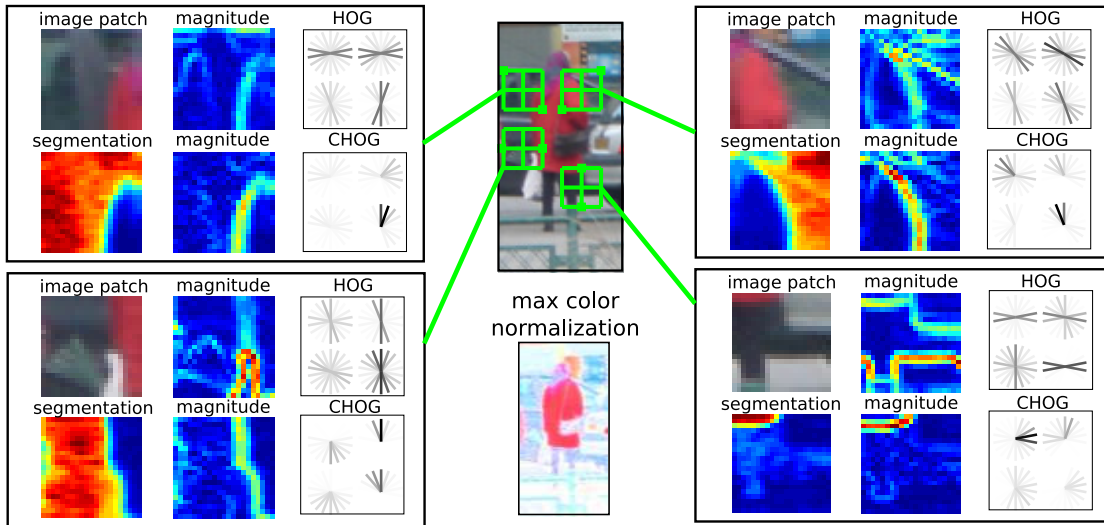 image patch magnitude HOG
segmentation magnitude CHOG
image patch magnitude HOG
segmentation magnitude CHOG
max color
normalization
image patch magnitude HOG
segmentation magnitude CHOG
image patch magnitude HOG
segmentation magnitude CHOG